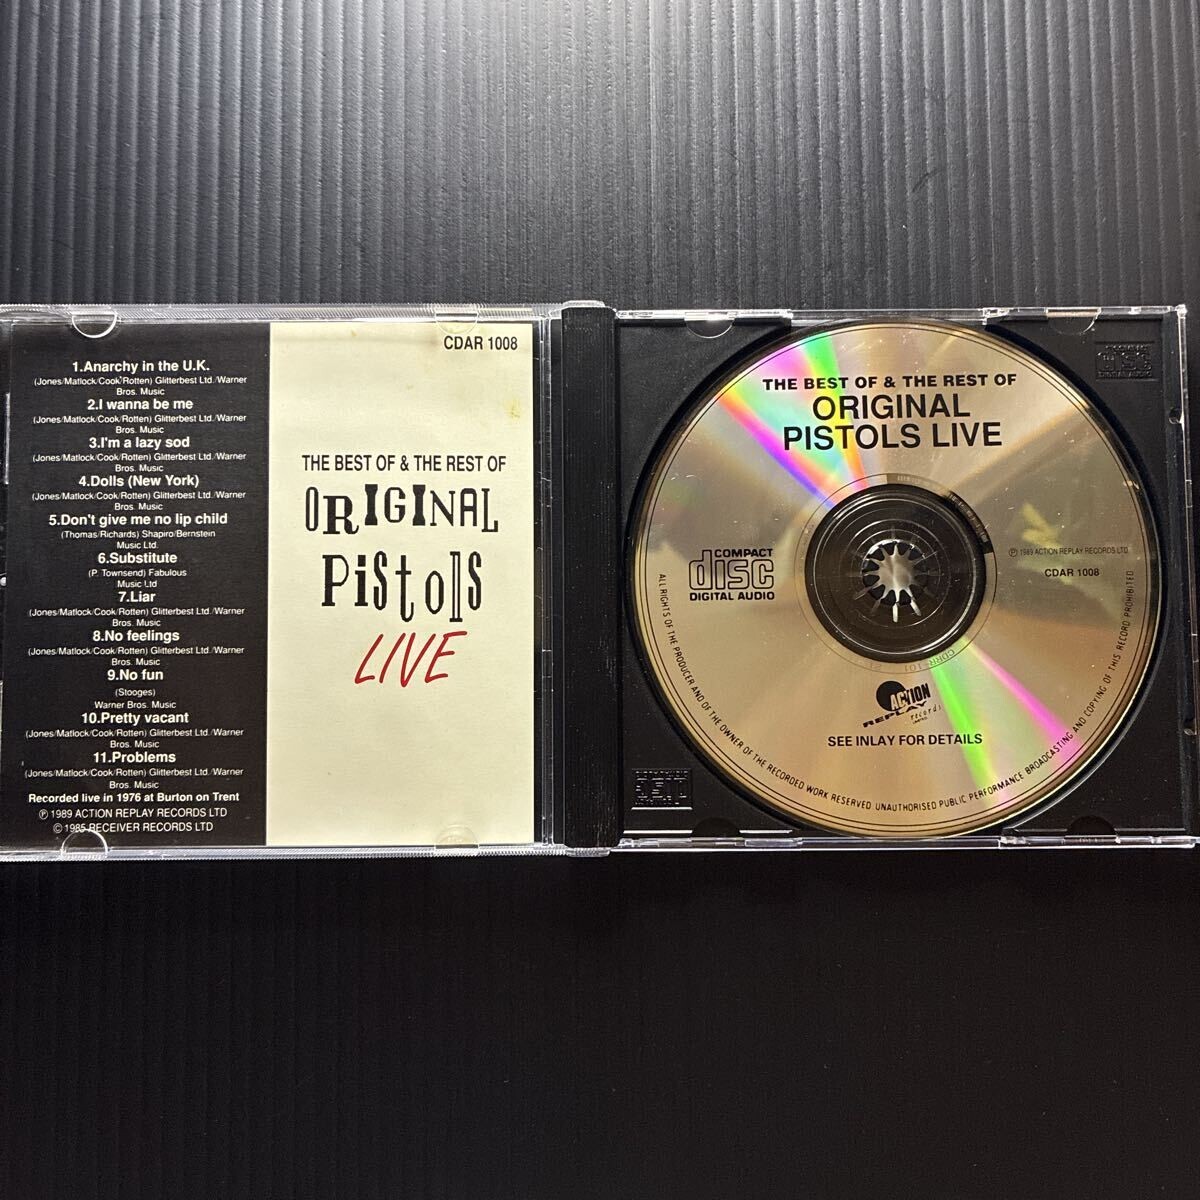 1.Anarchy in the U.K.
(Jones/Matlock/Cook/Rotten) Glitterbest Ltd./Warner
Bros. Music
2.I wanna be me
(Jones/Matlock/Cook/Rotten) Glitterbest Ltd./Warner
Bros. Music
3.I'm a lazy sod
(Jones/Matlock/Cook/Rotten) Glitterbest Ltd./Warner
Bros. Music
4.Dolls (New York)
(Jones/Matlock/Cook/Rotten) Glitterbest Ltd./Warner
Bros. Music
5.Don't give me no lip child
(Thomas/Richards) Shapiro/Bernstein
Music Ltd.
6.Substitute
(P. Townsend) Fabulous
Music Ltd
7.Liar
(Jones/Matlock/Cook/Rotten) Glitterbest Ltd./Warner
Bros. Music
8.No feelings
(Jones/Matlock/Cook/Rotten) Glitterbest Ltd./Warner
Bros. Music
9.No fun
(Stooges)
Warner Bros. Music
10.Pretty vacant
(Jones/Matlock/Cook/Rotten) Glitterbest Ltd./Warner
Bros. Music
11.Problems
(Jones/Matlock/Cook/Rotten) Glitterbest Ltd./Warner
Bros. Music
Recorded live in 1976 at Burton on Trent
℗ 1989 ACTION REPLAY RECORDS LTD
© 1985 RECEIVER RECORDS LTD
CDAR 1008
THE BEST OF & THE REST OF
ORIGINAL
PiStolS
LIVE
THE BEST OF & THE REST OF
ORIGINAL
PISTOLS LIVE
COMPACT
disc
DIGITAL AUDIO
℗ 1989 ACTION REPLAY RECORDS LTD
CDAR 1008
ACTION
REPLAY
records
LIMITED
SEE INLAY FOR DETAILS
ALL RIGHTS OF THE PRODUCER AND OF THE OWNER OF THE RECORDED WORK RESERVED UNAUTHORISED PUBLIC PERFORMANCE BROADCASTING AND COPYING OF THIS RECORD PROHIBITED
COMPACT
disc
DIGITAL AUDIO